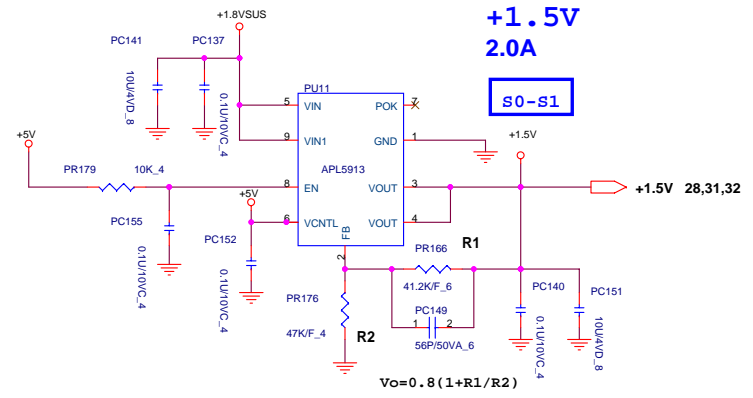 +1.5V
2.0A
S0-S1
+1.8VSUS
PC141
PC137
10U/4VD_8
0.1U/10VC_4
PU11
5
VIN
POK
7
9
VIN1
GND
1
APL5913
+5V
PR179
10K_4
8
EN
VOUT
3
+5V
6
VCNTL
VOUT
4
FB
2
PC155
0.1U/10VC_4
PC152
0.1U/10VC_4
+1.5V
+1.5V 28,31,32
R1
PR166
41.2K/F_6
PC149
1
2
56P/50VA_6
PR176
47K/F_4
R2
PC140
0.1U/10VC_4
PC151
10U/4VD_8
Vo=0.8(1+R1/R2)